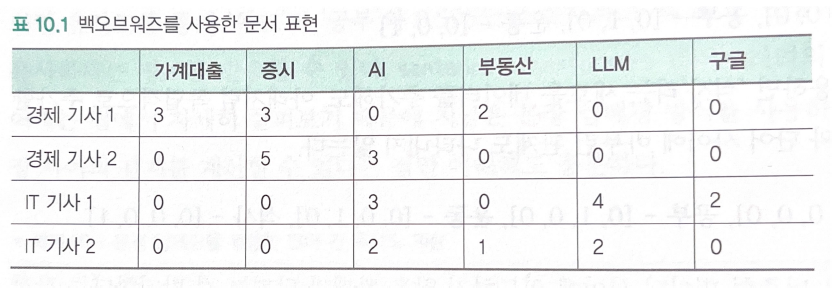 표 10.1 백오브워즈를 사용한 문서 표현
가계대출 증시 AI 부동산 LLM 구글
경제 기사 1 3 3 0 2 0 0
경제 기사 2 0 5 3 0 0 0
IT 기사 1 0 0 3 0 4 2
IT 기사 2 0 0 2 1 2 0